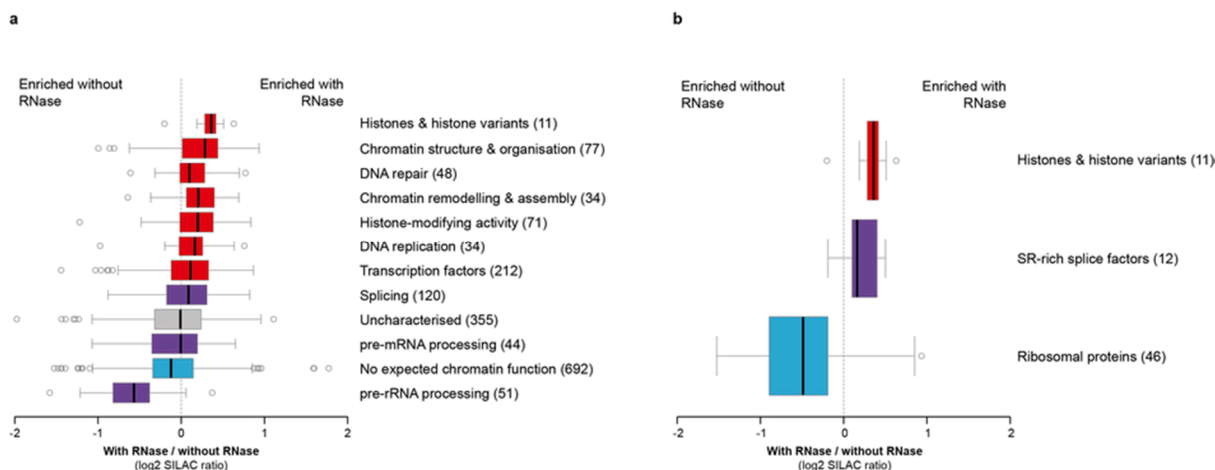 a
Enriched without
RNase
Enriched with
RNase
Histones & histone variants (11)
Chromatin structure & organisation (77)
DNA repair (48)
Chromatin remodelling & assembly (34)
Histone-modifying activity (71)
DNA replication (34)
Transcription factors (212)
Splicing (120)
Uncharacterised (355)
pre-mRNA processing (44)
No expected chromatin function (692)
pre-rRNA processing (51)
-2 -1 0 1 2
With RNase / without RNase
(log2 SILAC ratio)
b
Enriched without
RNase
Enriched with
RNase
Histones & histone variants (11)
SR-rich splice factors (12)
Ribosomal proteins (46)
-2 -1 0 1 2
With RNase / without RNase
(log2 SILAC ratio)